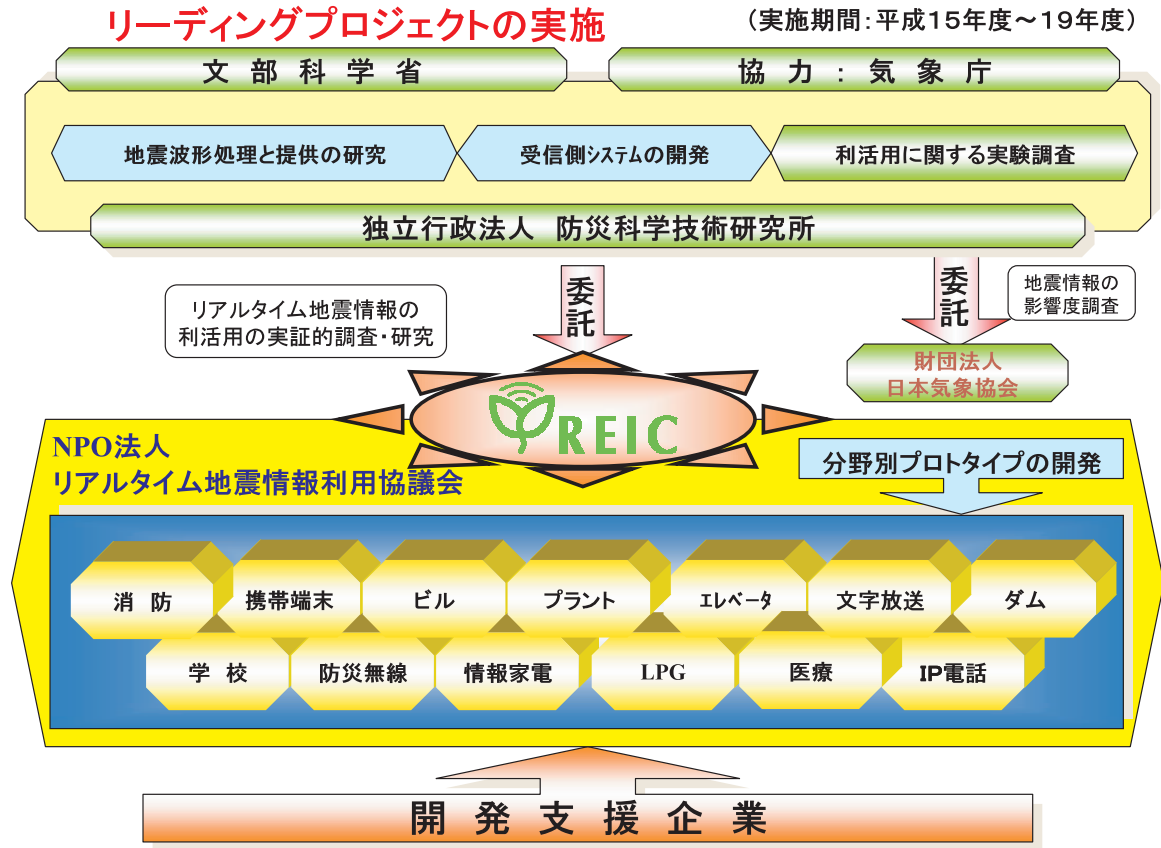 リーディングプロジェクトの実施
（実施期間：平成15年度～19年度）
文部科学省
協力：気象庁
地震波形処理と提供の研究
受信側システムの開発
利活用に関する実験調査
独立行政法人　防災科学技術研究所
リアルタイム地震情報の
利活用の実証的調査・研究
委託
委託
地震情報の
影響度調査
財団法人
日本気象協会
REIC
NPO法人
リアルタイム地震情報利用協議会
分野別プロトタイプの開発
消防
携帯端末
ビル
プラント
エレベータ
文字放送
ダム
学校
防災無線
情報家電
LPG
医療
IP電話
開発支援企業